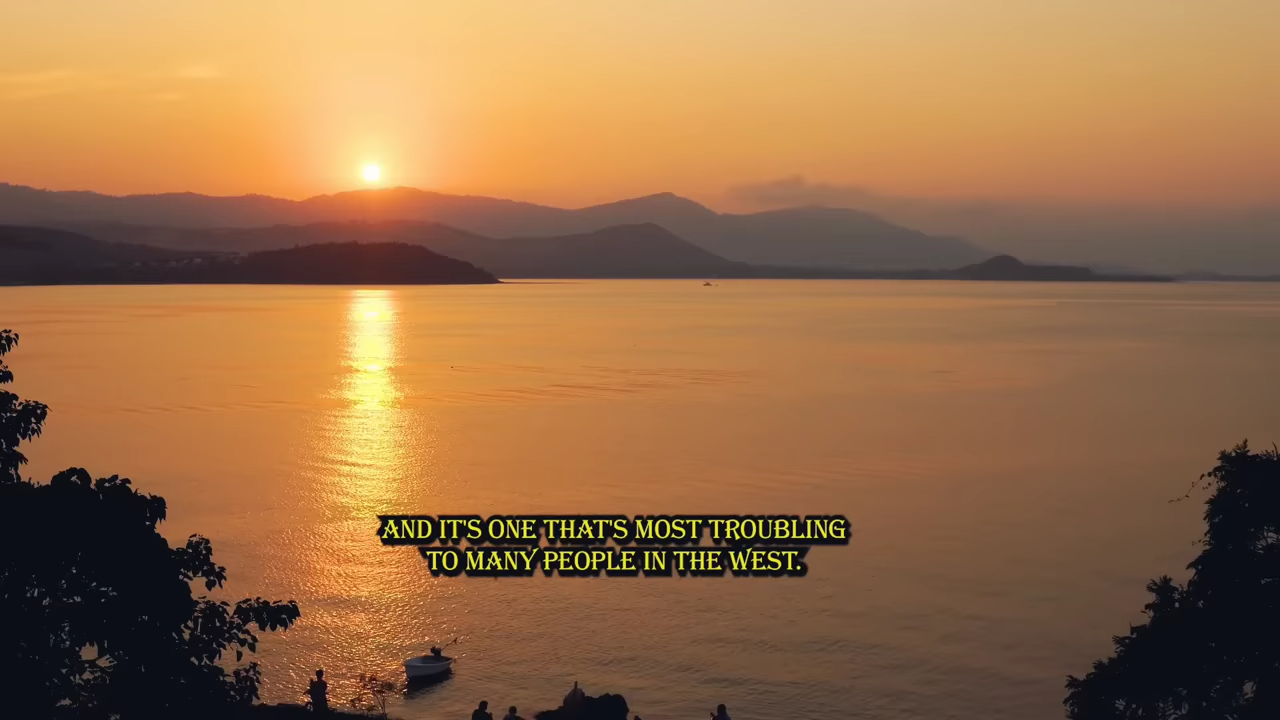 AND IT'S ONE THAT'S MOST TROUBLING
TO MANY PEOPLE IN THE WEST.